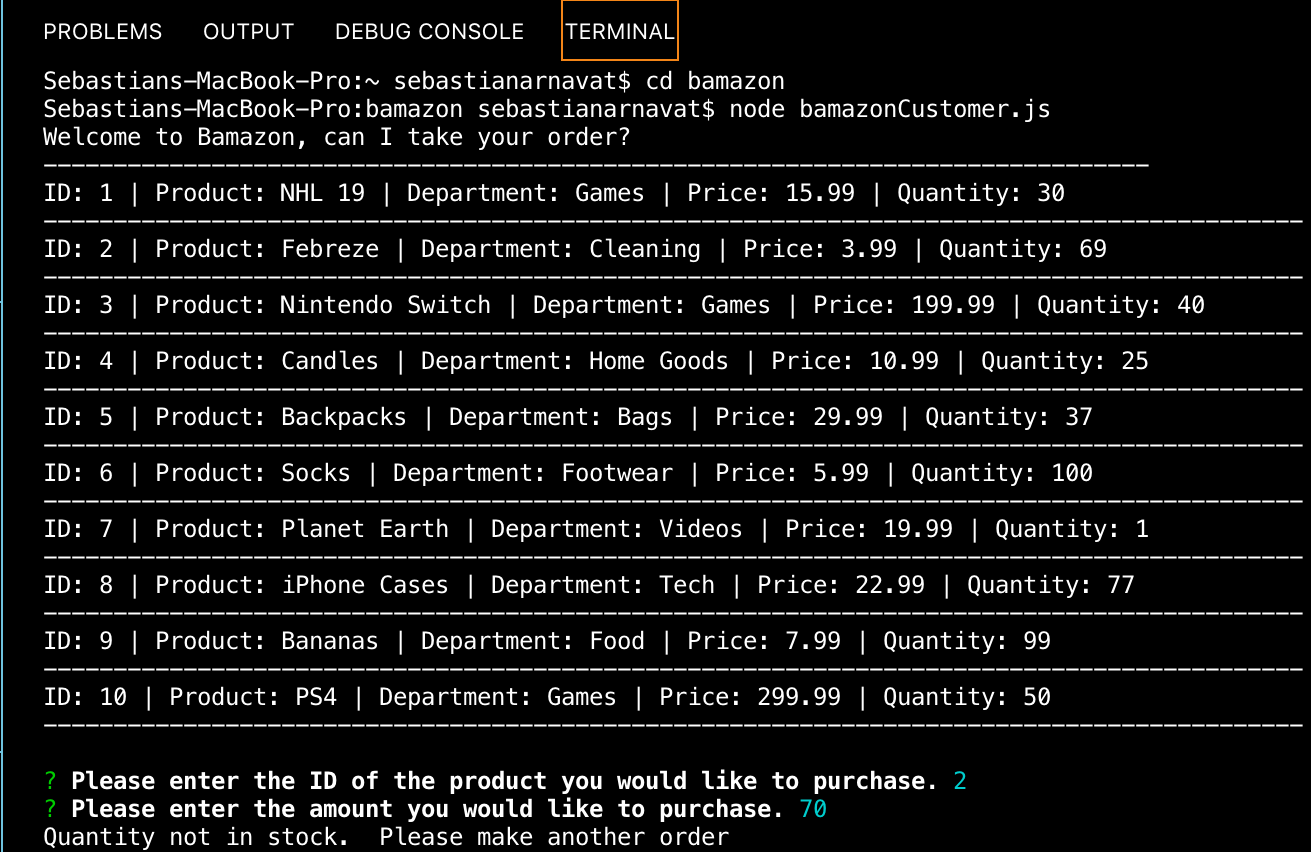 PROBLEMS OUTPUT DEBUG CONSOLE TERMINAL
Sebastians-MacBook-Pro:~ sebastianarnavat$ cd bamazon
Sebastians-MacBook-Pro:bamazon sebastianarnavat$ node bamazonCustomer.js
Welcome to Bamazon, can I take your order?
-------------------------------------------------------------------------------
ID: 1 | Product: NHL 19 | Department: Games | Price: 15.99 | Quantity: 30
------------------------------------------------------------------------------------------
ID: 2 | Product: Febreze | Department: Cleaning | Price: 3.99 | Quantity: 69
------------------------------------------------------------------------------------------
ID: 3 | Product: Nintendo Switch | Department: Games | Price: 199.99 | Quantity: 40
------------------------------------------------------------------------------------------
ID: 4 | Product: Candles | Department: Home Goods | Price: 10.99 | Quantity: 25
------------------------------------------------------------------------------------------
ID: 5 | Product: Backpacks | Department: Bags | Price: 29.99 | Quantity: 37
------------------------------------------------------------------------------------------
ID: 6 | Product: Socks | Department: Footwear | Price: 5.99 | Quantity: 100
------------------------------------------------------------------------------------------
ID: 7 | Product: Planet Earth | Department: Videos | Price: 19.99 | Quantity: 1
------------------------------------------------------------------------------------------
ID: 8 | Product: iPhone Cases | Department: Tech | Price: 22.99 | Quantity: 77
------------------------------------------------------------------------------------------
ID: 9 | Product: Bananas | Department: Food | Price: 7.99 | Quantity: 99
------------------------------------------------------------------------------------------
ID: 10 | Product: PS4 | Department: Games | Price: 299.99 | Quantity: 50
------------------------------------------------------------------------------------------
? Please enter the ID of the product you would like to purchase. 2
? Please enter the amount you would like to purchase. 70
Quantity not in stock.  Please make another order